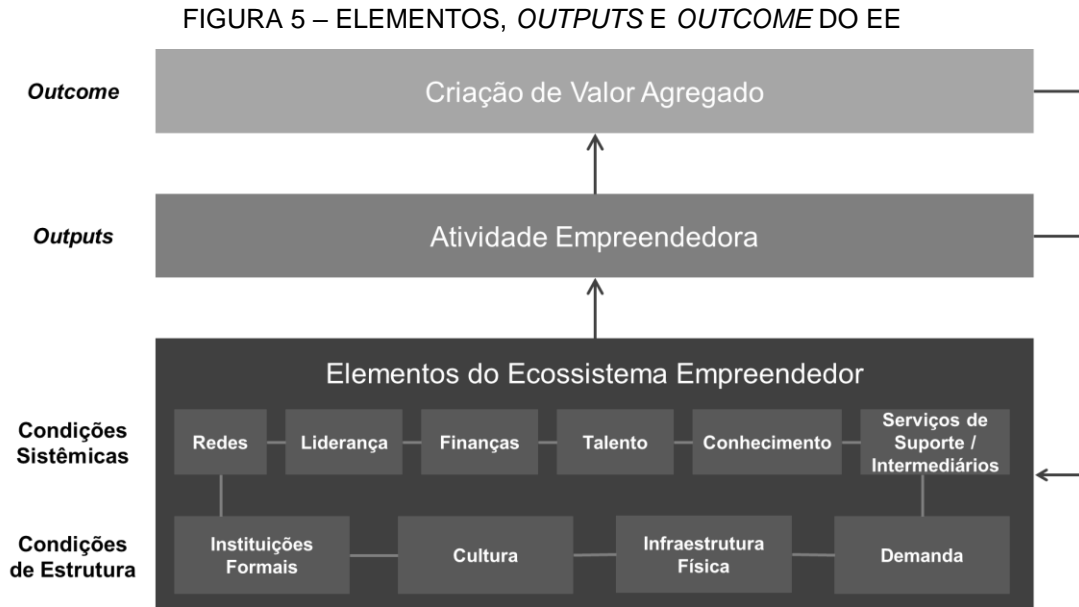 FIGURA 5 – ELEMENTOS, OUTPUTS E OUTCOME DO EE
Outcome
Criação de Valor Agregado
Outputs
Atividade Empreendedora
Elementos do Ecossistema Empreendedor
Condições
Sistêmicas
Redes
Liderança
Finanças
Talento
Conhecimento
Serviços de
Suporte /
Intermediários
Condições
de Estrutura
Instituições
Formais
Cultura
Infraestrutura
Física
Demanda